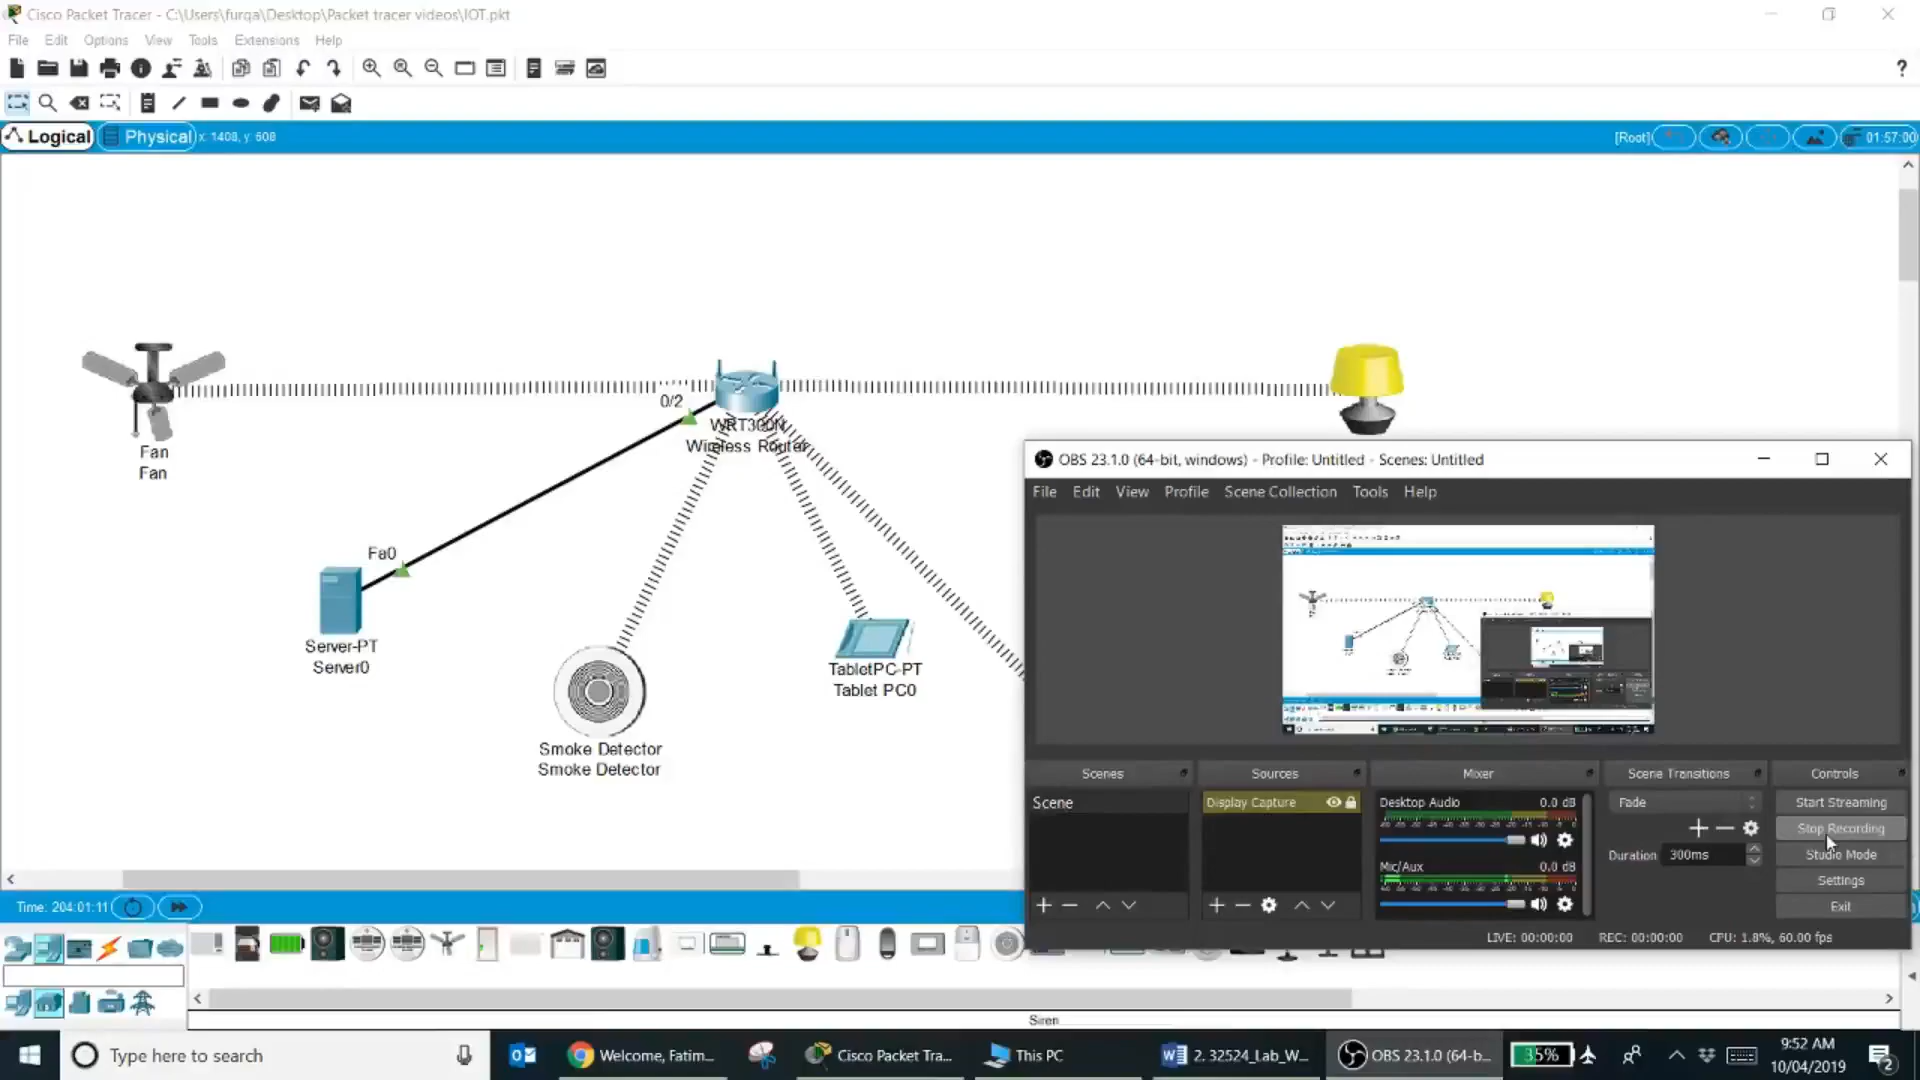 Cisco Packet Tracer - C:\Users\furqa\Desktop\Packet tracer videos\IOT.pkt
File Edit Options View Tools Extensions Help
?
Logical Physical x: 1408, y: 608 [Root] 01:57:00
Fan
Fan
0/2
WRT300N
Wireless Router
Fa0
Server-PT
Server0
Smoke Detector
Smoke Detector
TabletPC-PT
Tablet PC0
OBS 23.1.0 (64-bit, windows) - Profile: Untitled - Scenes: Untitled
File Edit View Profile Scene Collection Tools Help
Scenes Sources Mixer Scene Transitions Controls
Scene
Display Capture
Desktop Audio 0.0 dB
Mic/Aux 0.0 dB
Fade
Duration 300ms
Start Streaming
Stop Recording
Studio Mode
Settings
Exit
LIVE: 00:00:00 REC: 00:00:00 CPU: 1.8%, 60.00 fps
Time: 204:01:11
Siren
Type here to search
Welcome, Fatim...
Cisco Packet Tra...
This PC
2. 32524_Lab_W...
OBS 23.1.0 (64-b...
35%
9:52 AM
10/04/2019
2